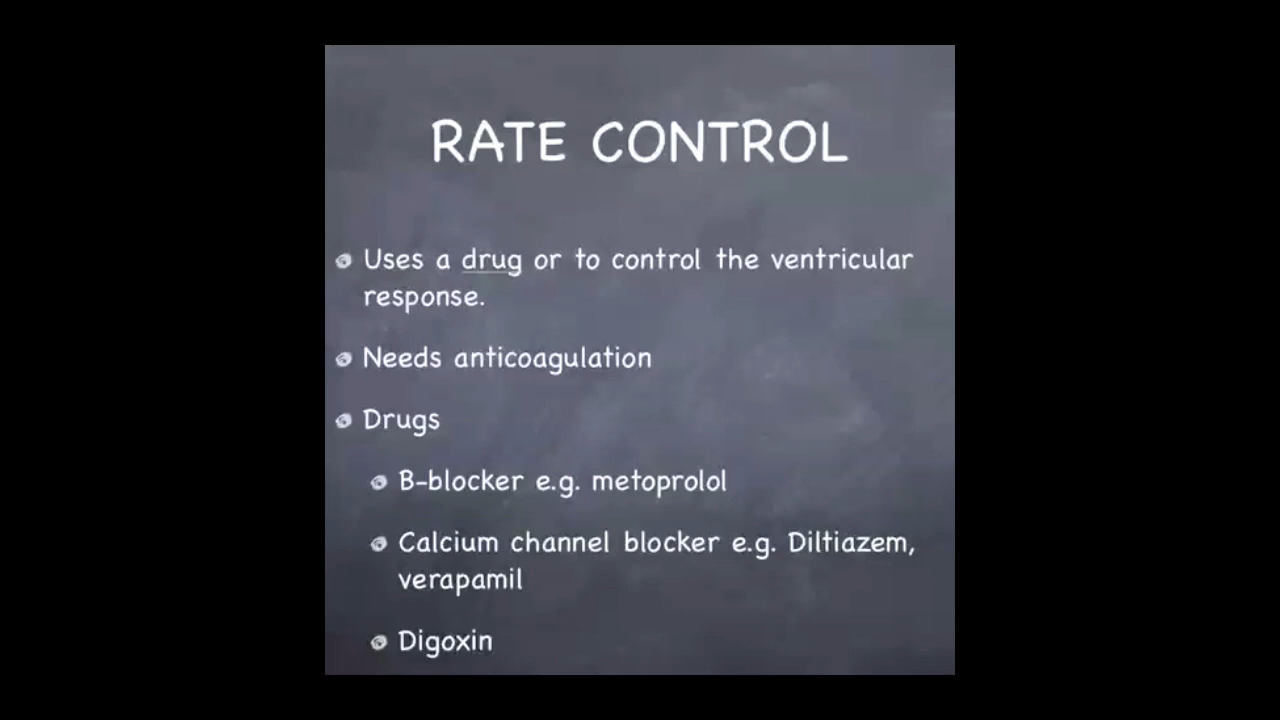 RATE CONTROL
Uses a drug or to control the ventricular
response.
Needs anticoagulation
Drugs
B-blocker e.g. metoprolol
Calcium channel blocker e.g. Diltiazem,
verapamil
Digoxin